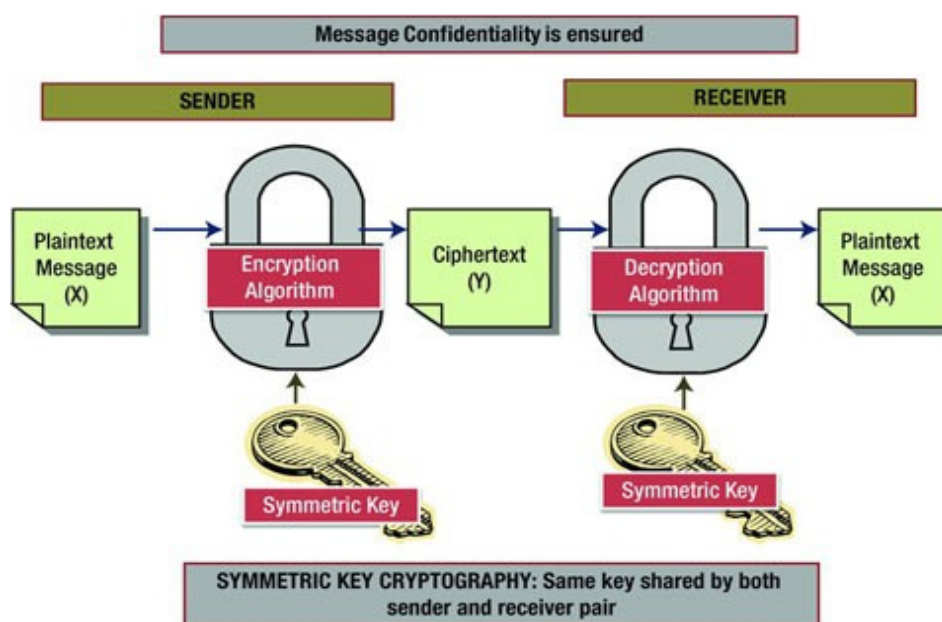 Message Confidentiality is ensured
SENDER
RECEIVER
Plaintext
Message
(X)
Encryption
Algorithm
Ciphertext
(Y)
Decryption
Algorithm
Plaintext
Message
(X)
Symmetric Key
Symmetric Key
SYMMETRIC KEY CRYPTOGRAPHY: Same key shared by both
sender and receiver pair